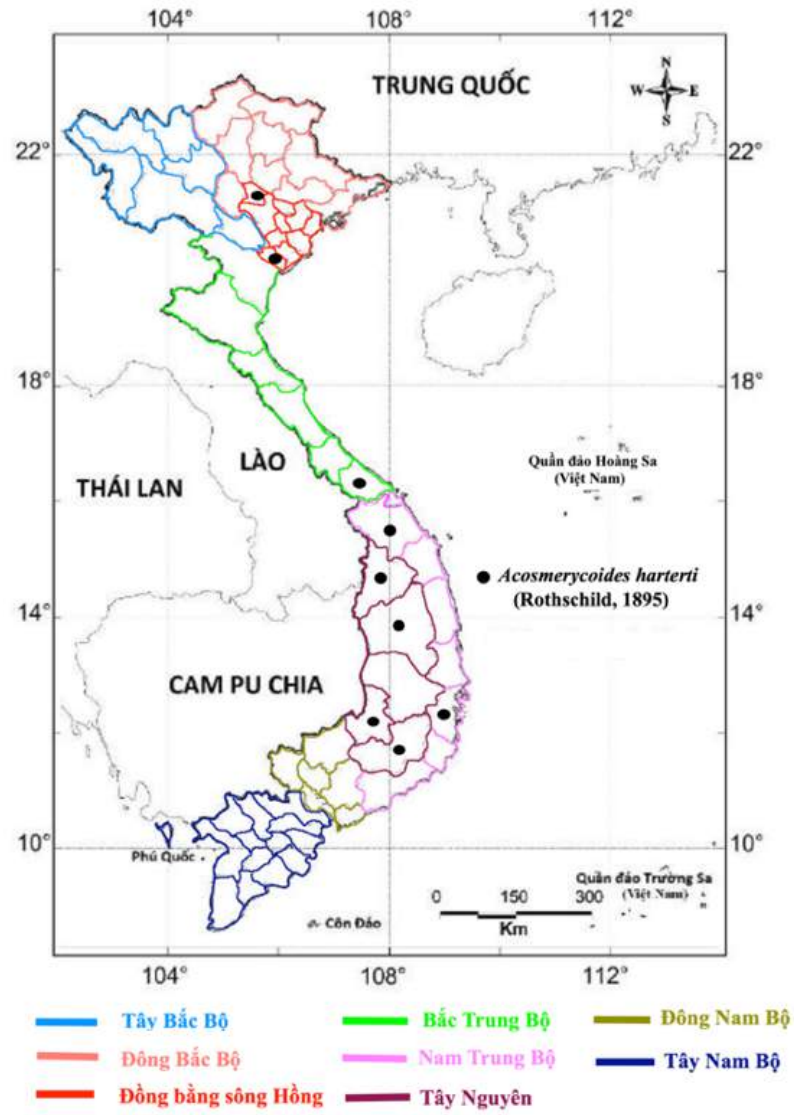 104° 108° 112°
TRUNG QUỐC
N
W E
S
22° 22°
18° 18°
LÀO
THÁI LAN
Quần đảo Hoàng Sa
(Việt Nam)
Acosmerycoides harterti
(Rothschild, 1895)
14° 14°
CAM PU CHIA
10° 10°
Phú Quốc
Quần đảo Trường Sa
(Việt Nam)
0 150 300
Km
Côn Đảo
104° 108° 112°
Tây Bắc Bộ Bắc Trung Bộ Đông Nam Bộ
Đông Bắc Bộ Nam Trung Bộ Tây Nam Bộ
Đồng bằng sông Hồng Tây Nguyên